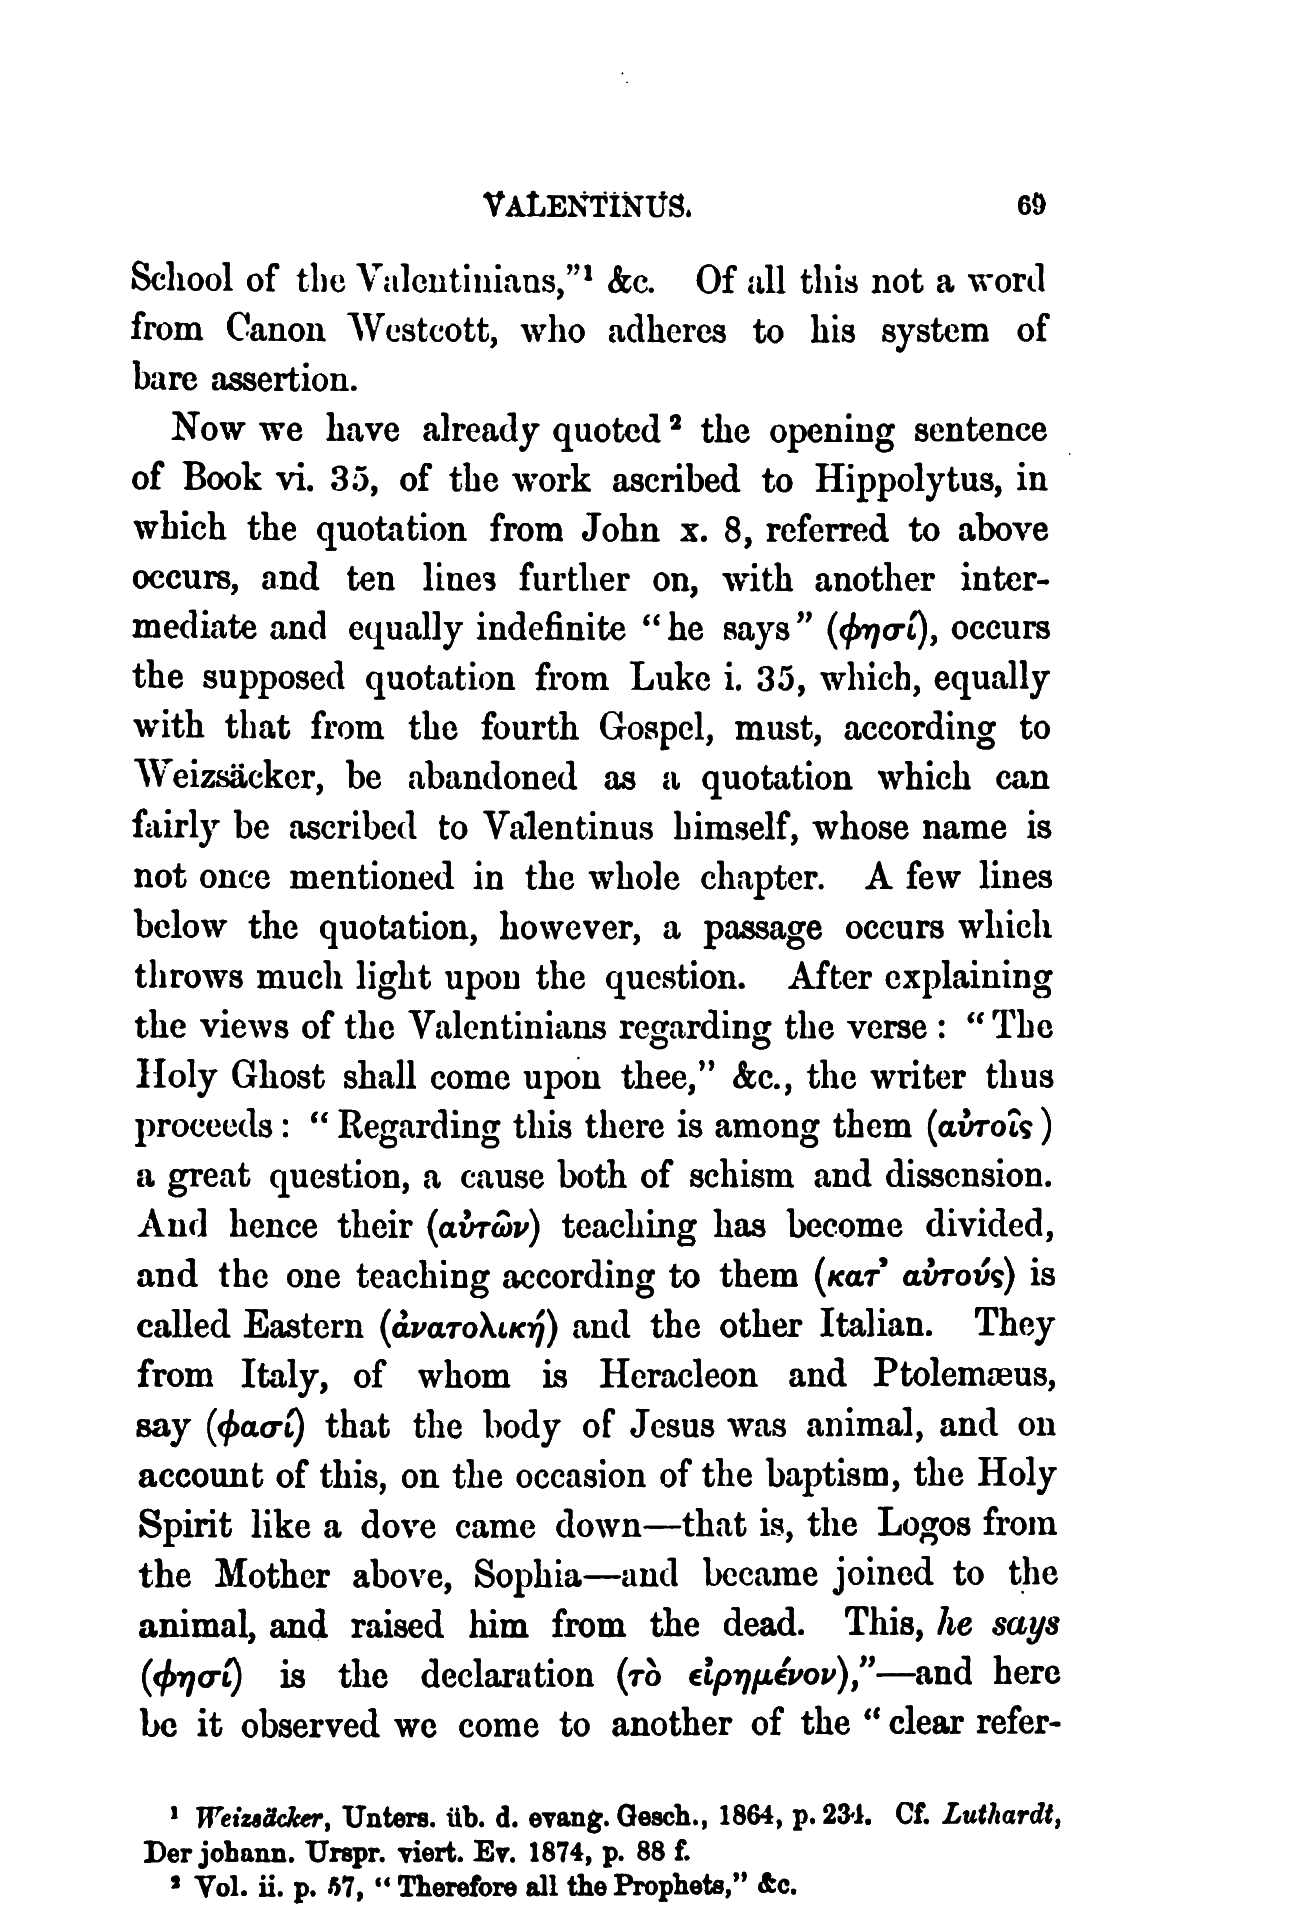 VALENTINUS. 69
School of the Valentinians,”¹ &c. Of all this not a word
from Canon Westcott, who adheres to his system of
bare assertion.
Now we have already quoted ² the opening sentence
of Book vi. 35, of the work ascribed to Hippolytus, in
which the quotation from John x. 8, referred to above
occurs, and ten lines further on, with another inter-
mediate and equally indefinite “he says” (φησί), occurs
the supposed quotation from Luke i. 35, which, equally
with that from the fourth Gospel, must, according to
Weizsäcker, be abandoned as a quotation which can
fairly be ascribed to Valentinus himself, whose name is
not once mentioned in the whole chapter. A few lines
below the quotation, however, a passage occurs which
throws much light upon the question. After explaining
the views of the Valentinians regarding the verse : “The
Holy Ghost shall come upon thee,” &c., the writer thus
proceeds : “Regarding this there is among them (αὐτοῖς)
a great question, a cause both of schism and dissension.
And hence their (αὐτῶν) teaching has become divided,
and the one teaching according to them (κατ’ αὐτούς) is
called Eastern (ἀνατολική) and the other Italian. They
from Italy, of whom is Heracleon and Ptolemæus,
say (φασί) that the body of Jesus was animal, and on
account of this, on the occasion of the baptism, the Holy
Spirit like a dove came down—that is, the Logos from
the Mother above, Sophia—and became joined to the
animal, and raised him from the dead. This, he says
(φησί) is the declaration (τὸ εἰρημένον),”—and here
be it observed we come to another of the “clear refer-
¹ Weizsäcker, Unters. üb. d. evang. Gesch., 1864, p. 234. Cf. Luthardt,
Der johann. Urspr. viert. Ev. 1874, p. 88 f.
² Vol. ii. p. 57, “Therefore all the Prophets,” &c.